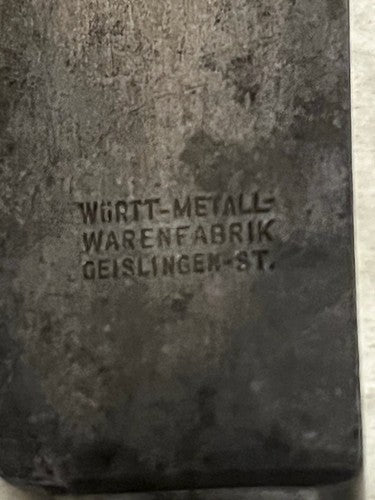 WÜRTT-METALL-
WARENFABRIK
GEISLINGEN-ST.